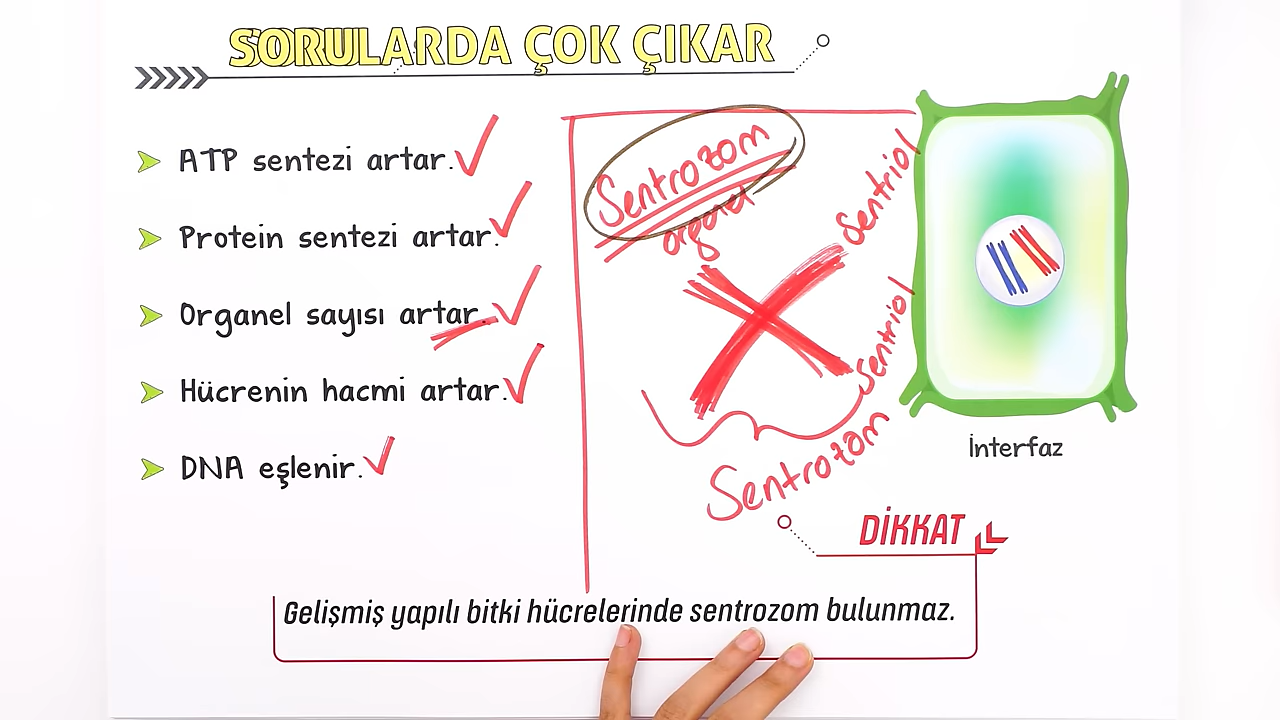 SORULARDA ÇOK ÇIKAR
ATP sentezi artar.
Protein sentezi artar.
Organel sayısı artar.
Hücrenin hacmi artar.
DNA eşlenir.
Sentrozom
organel
Sentriol
Sentriol
Sentrozom
İnterfaz
DİKKAT
Gelişmiş yapılı bitki hücrelerinde sentrozom bulunmaz.